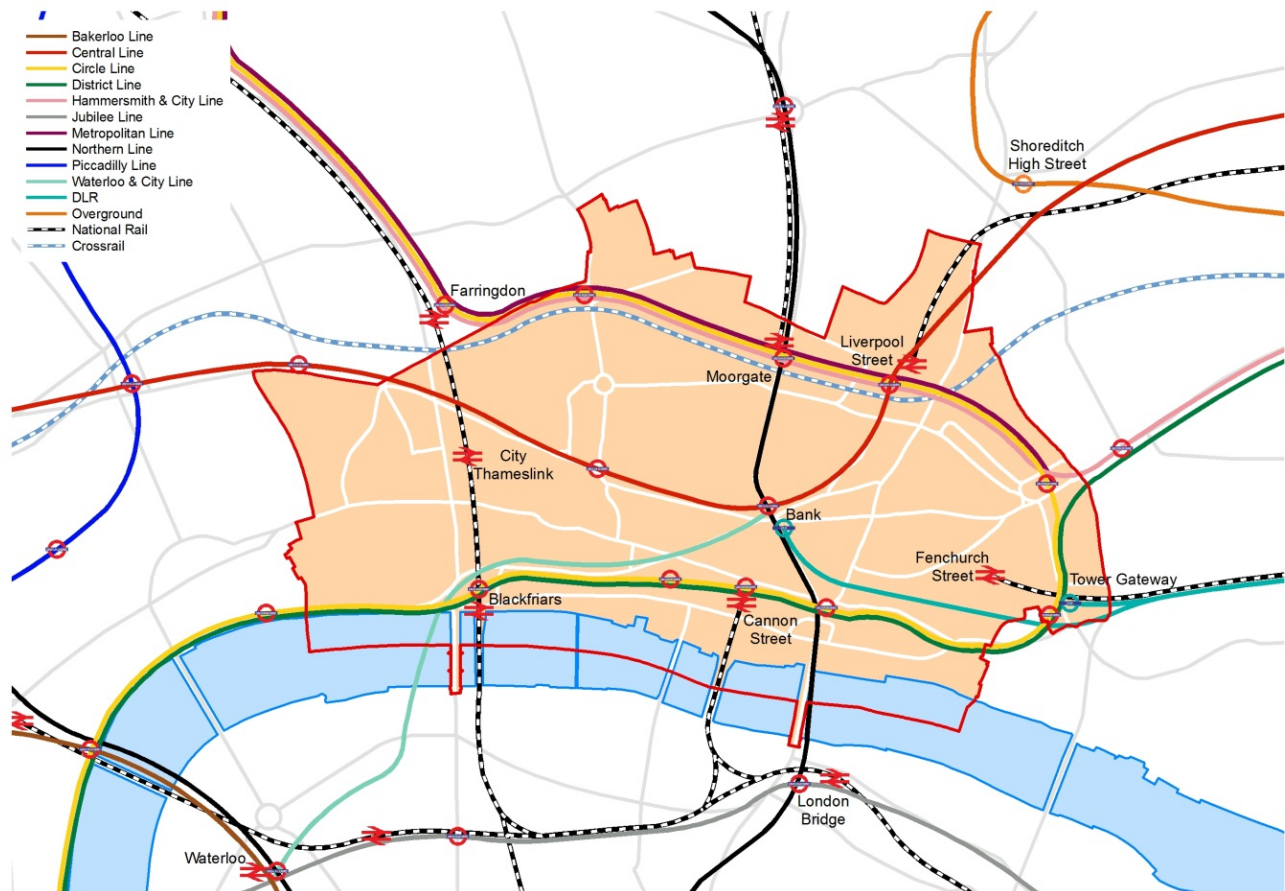 Bakerloo Line
Central Line
Circle Line
District Line
Hammersmith & City Line
Jubilee Line
Metropolitan Line
Northern Line
Piccadilly Line
Waterloo & City Line
DLR
Overground
National Rail
Crossrail
Shoreditch
High Street
Farringdon
Liverpool
Street
Moorgate
City
Thameslink
Bank
Fenchurch
Street
Tower Gateway
Blackfriars
Cannon
Street
London
Bridge
Waterloo